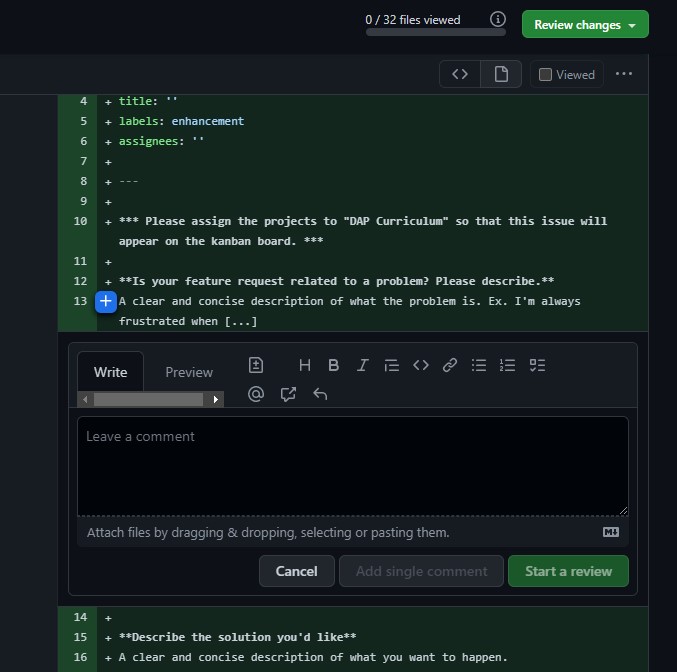 0 / 32 files viewed
Review changes
Viewed
4 + title: ''
5 + labels: enhancement
6 + assignees: ''
7 +
8 + ---
9 +
10 + *** Please assign the projects to "DAP Curriculum" so that this issue will
appear on the kanban board. ***
11 +
12 + **Is your feature request related to a problem? Please describe.**
13 + A clear and concise description of what the problem is. Ex. I'm always
frustrated when [...]
Write Preview
Leave a comment
Attach files by dragging & dropping, selecting or pasting them.
Cancel Add single comment Start a review
14 +
15 + **Describe the solution you'd like**
16 + A clear and concise description of what you want to happen.